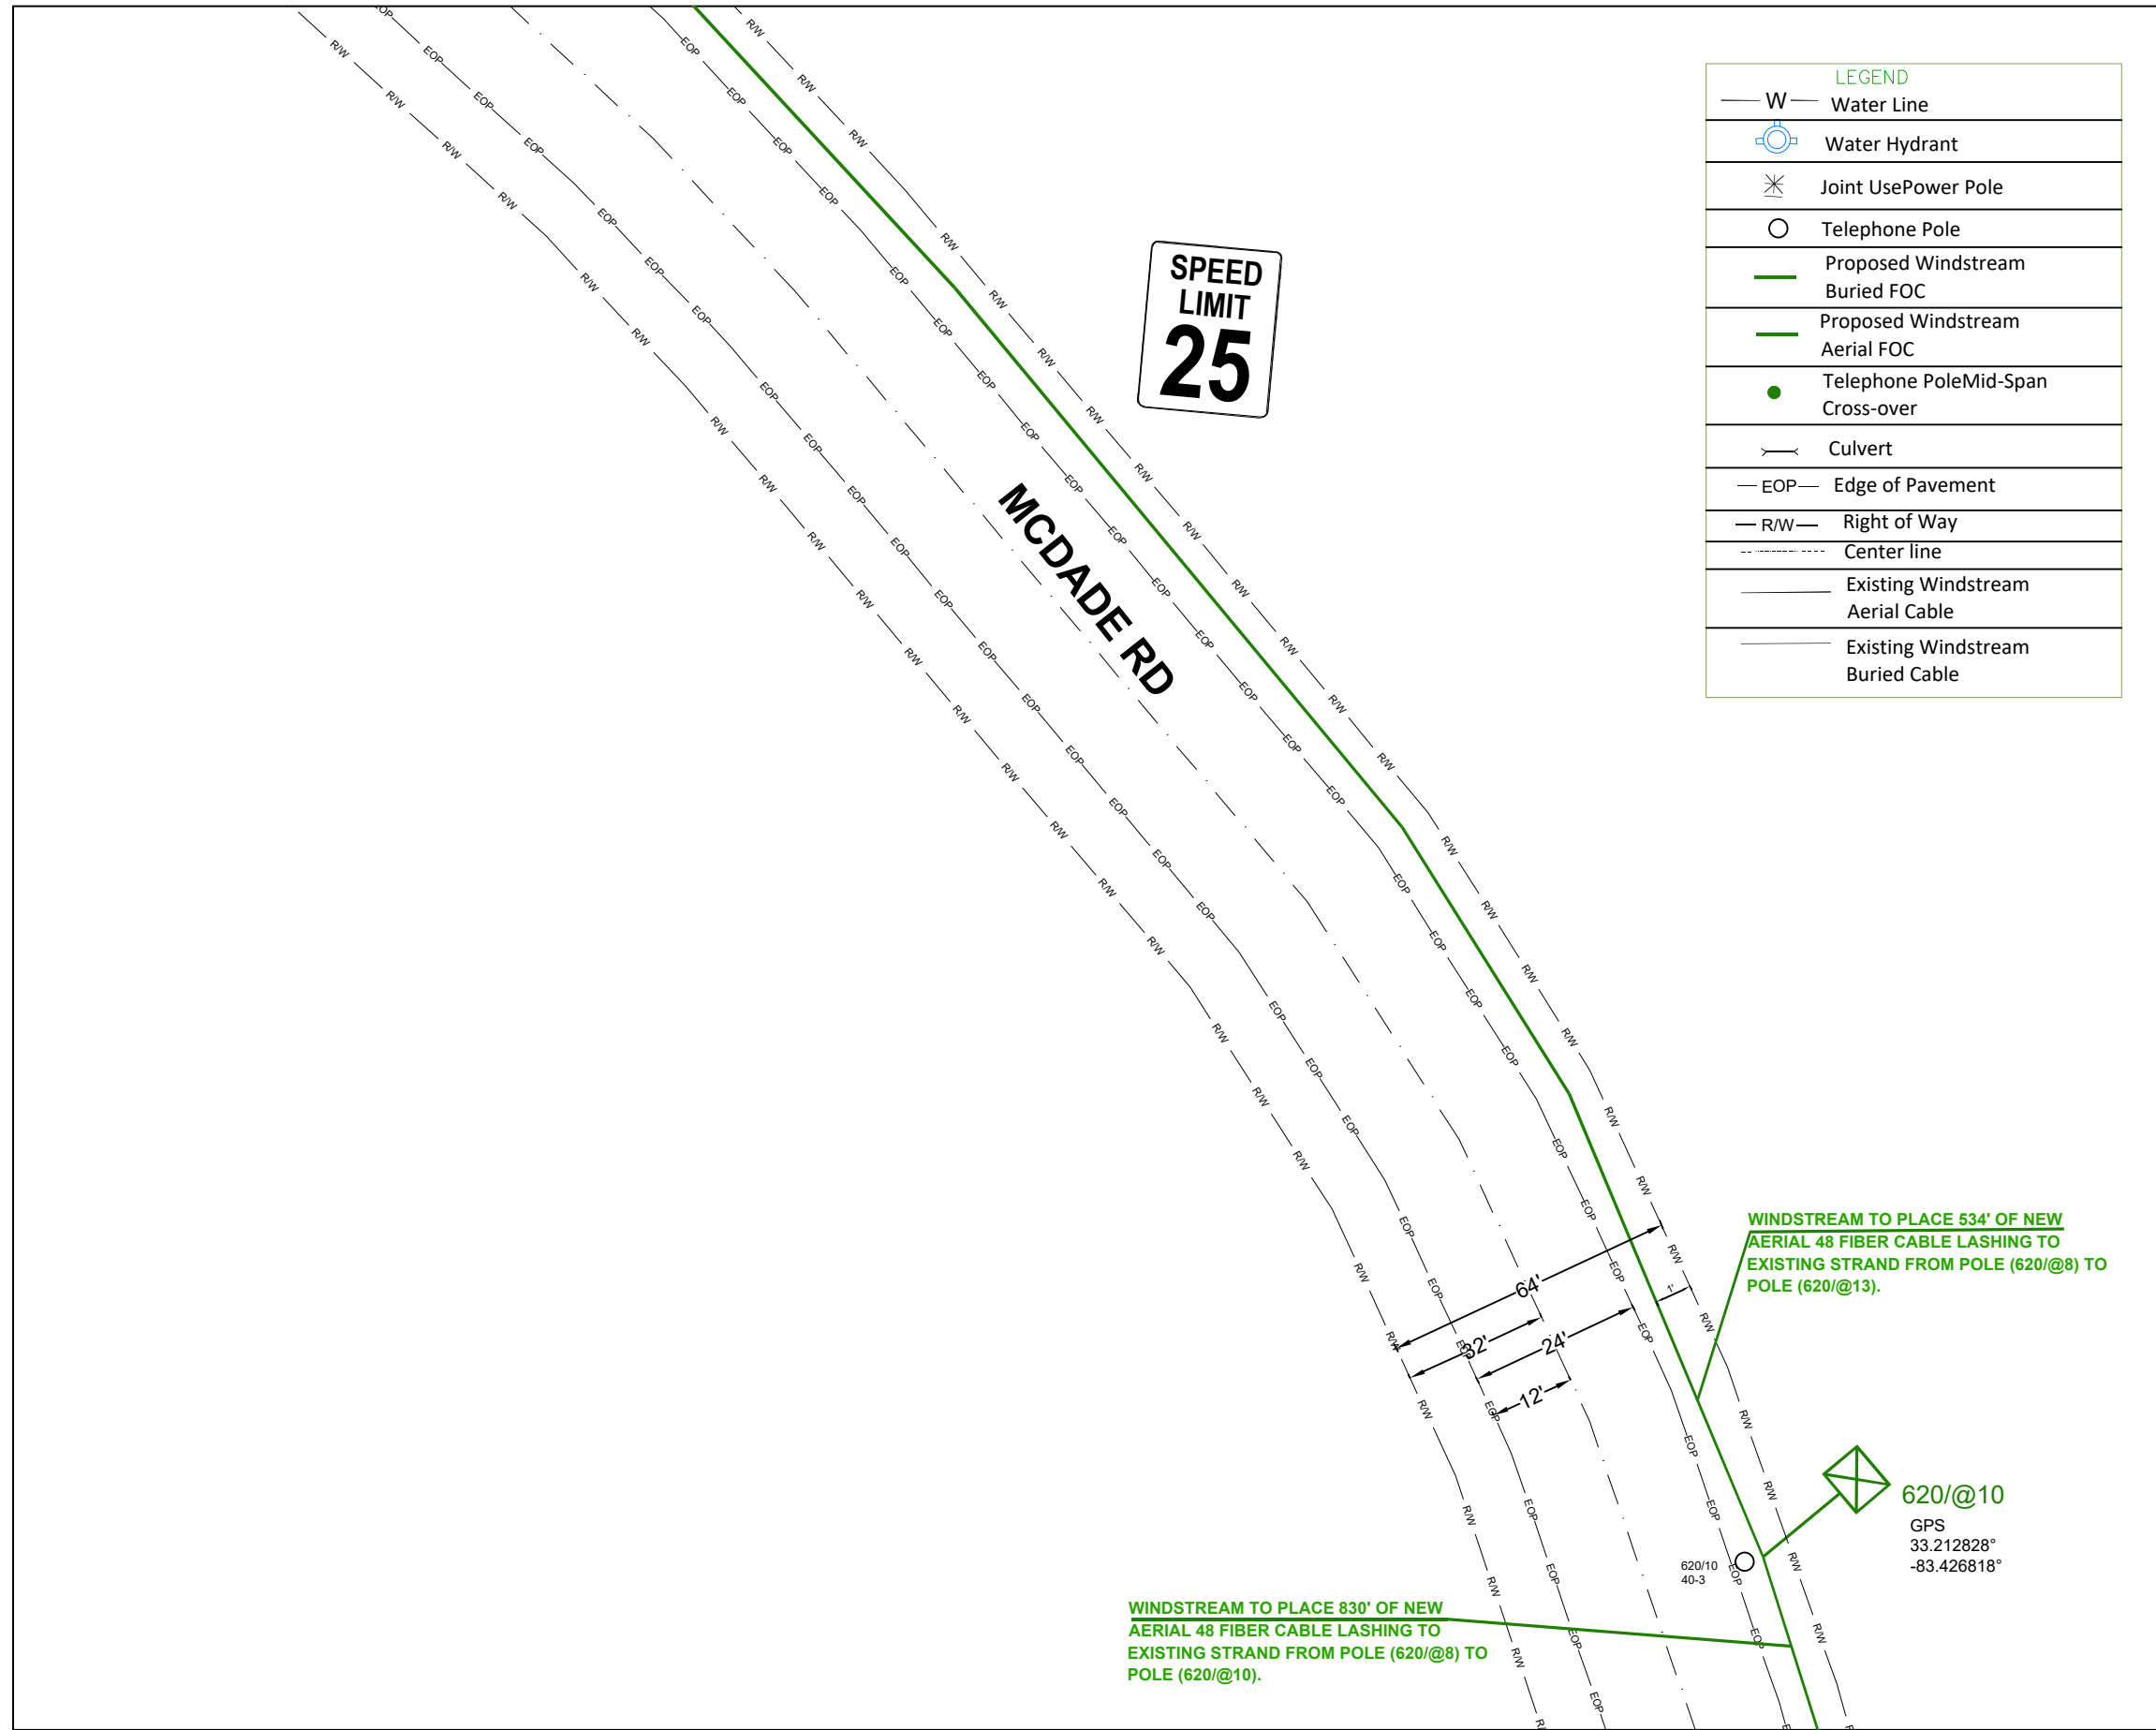 LEGEND
W Water Line
Water Hydrant
Joint UsePower Pole
Telephone Pole
Proposed Windstream
Buried FOC
Proposed Windstream
Aerial FOC
Telephone PoleMid-Span
Cross-over
Culvert
EOP Edge of Pavement
R/W Right of Way
Center line
Existing Windstream
Aerial Cable
Existing Windstream
Buried Cable
SPEED
LIMIT
25
MCDADE RD
R/W
EOP
WINDSTREAM TO PLACE 534' OF NEW
AERIAL 48 FIBER CABLE LASHING TO
EXISTING STRAND FROM POLE (620/@8) TO
POLE (620/@13).
64'
32'
24'
12'
620/@10
GPS
33.212828°
-83.426818°
620/10
40-3
WINDSTREAM TO PLACE 830' OF NEW
AERIAL 48 FIBER CABLE LASHING TO
EXISTING STRAND FROM POLE (620/@8) TO
POLE (620/@10).